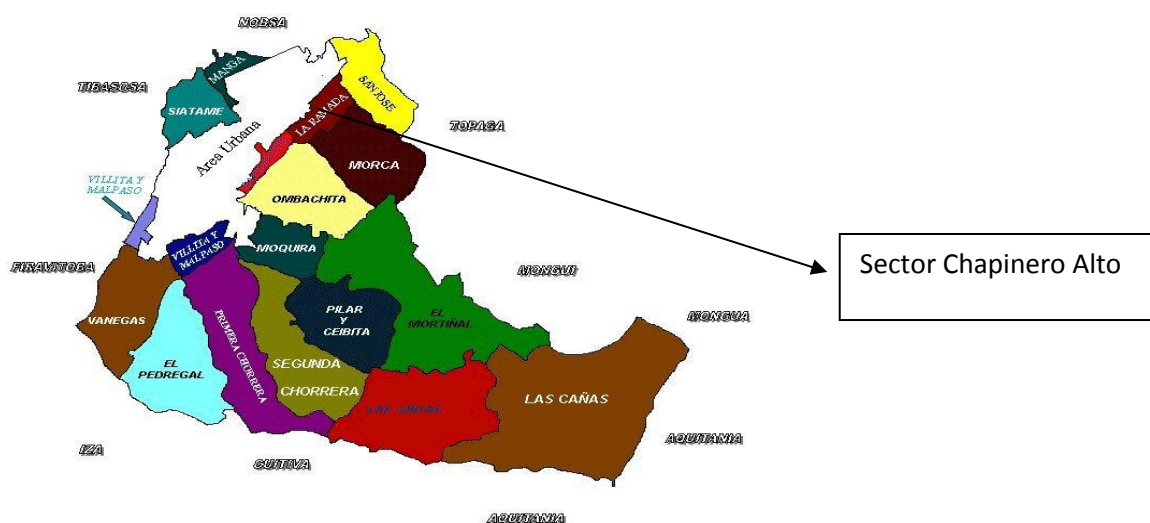 NOBSA
TIBASOSA
MANGA
SIATAME
SAN JOSE
LA RAMADA
TOPAGA
Area Urbana
MORCA
VILLITA Y
MALPASO
OMBACHITA
VILLITA Y
MALPASO
MOQUIRA
FIRAVITOBA
MONGUI
Sector Chapinero Alto
VANEGAS
PILAR
Y
CEIBITA
EL
MORTIÑAL
MONGUA
PRIMERA CHORRERA
EL
PEDREGAL
SEGUNDA
CHORRERA
LAS CAÑAS
AQUITANIA
IZA
CUITIVA
AQUITANIA